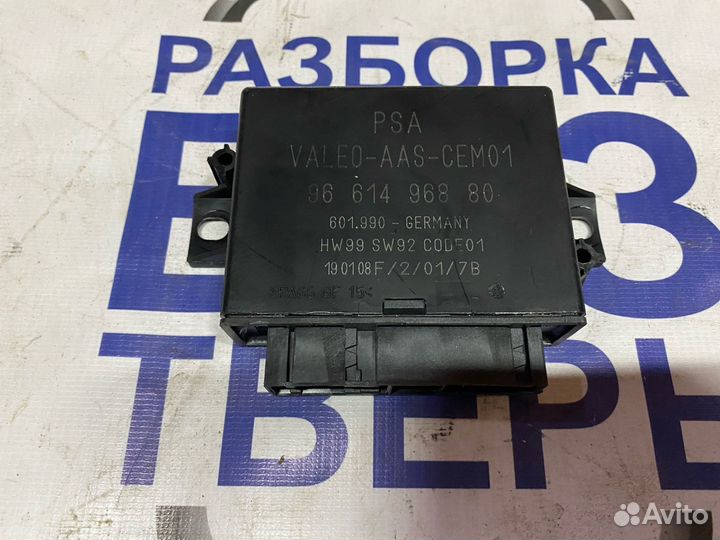 РАЗБОРКА
PSA
VALEO-AAS-CEM01
96 614 968 80
601.990 - GERMANY
HW99 SW92 CODE01
190108F/2/01/7B
ТВЕРЬ
Avito